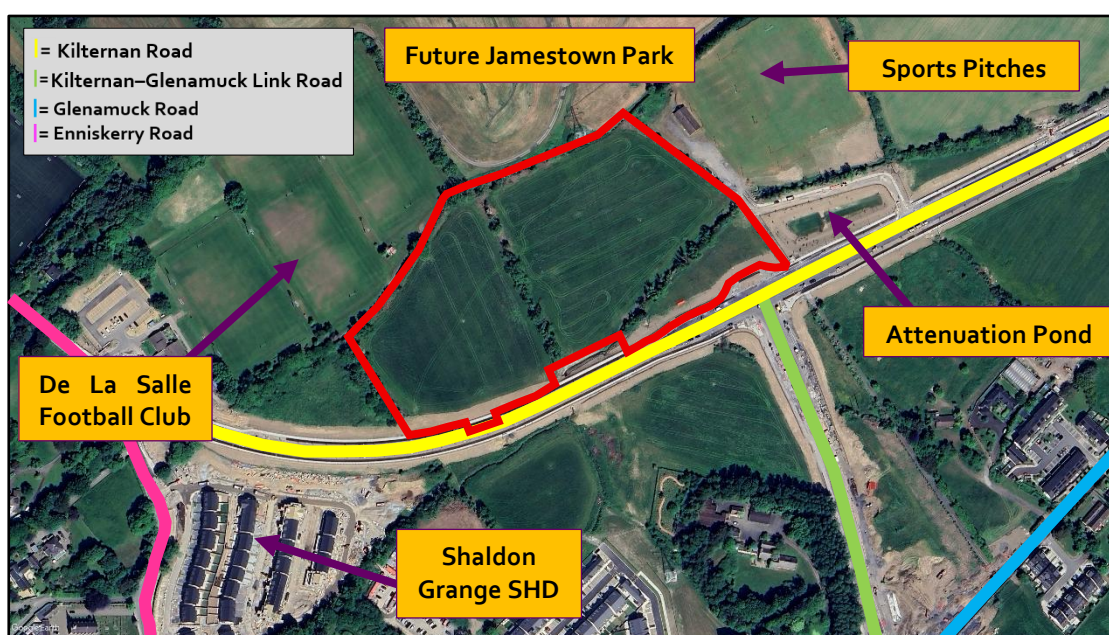 = Kilternan Road
= Kilternan–Glenamuck Link Road
= Glenamuck Road
= Enniskerry Road
Future Jamestown Park
Sports Pitches
Attenuation Pond
De La Salle
Football Club
Shaldon
Grange SHD
Google Earth